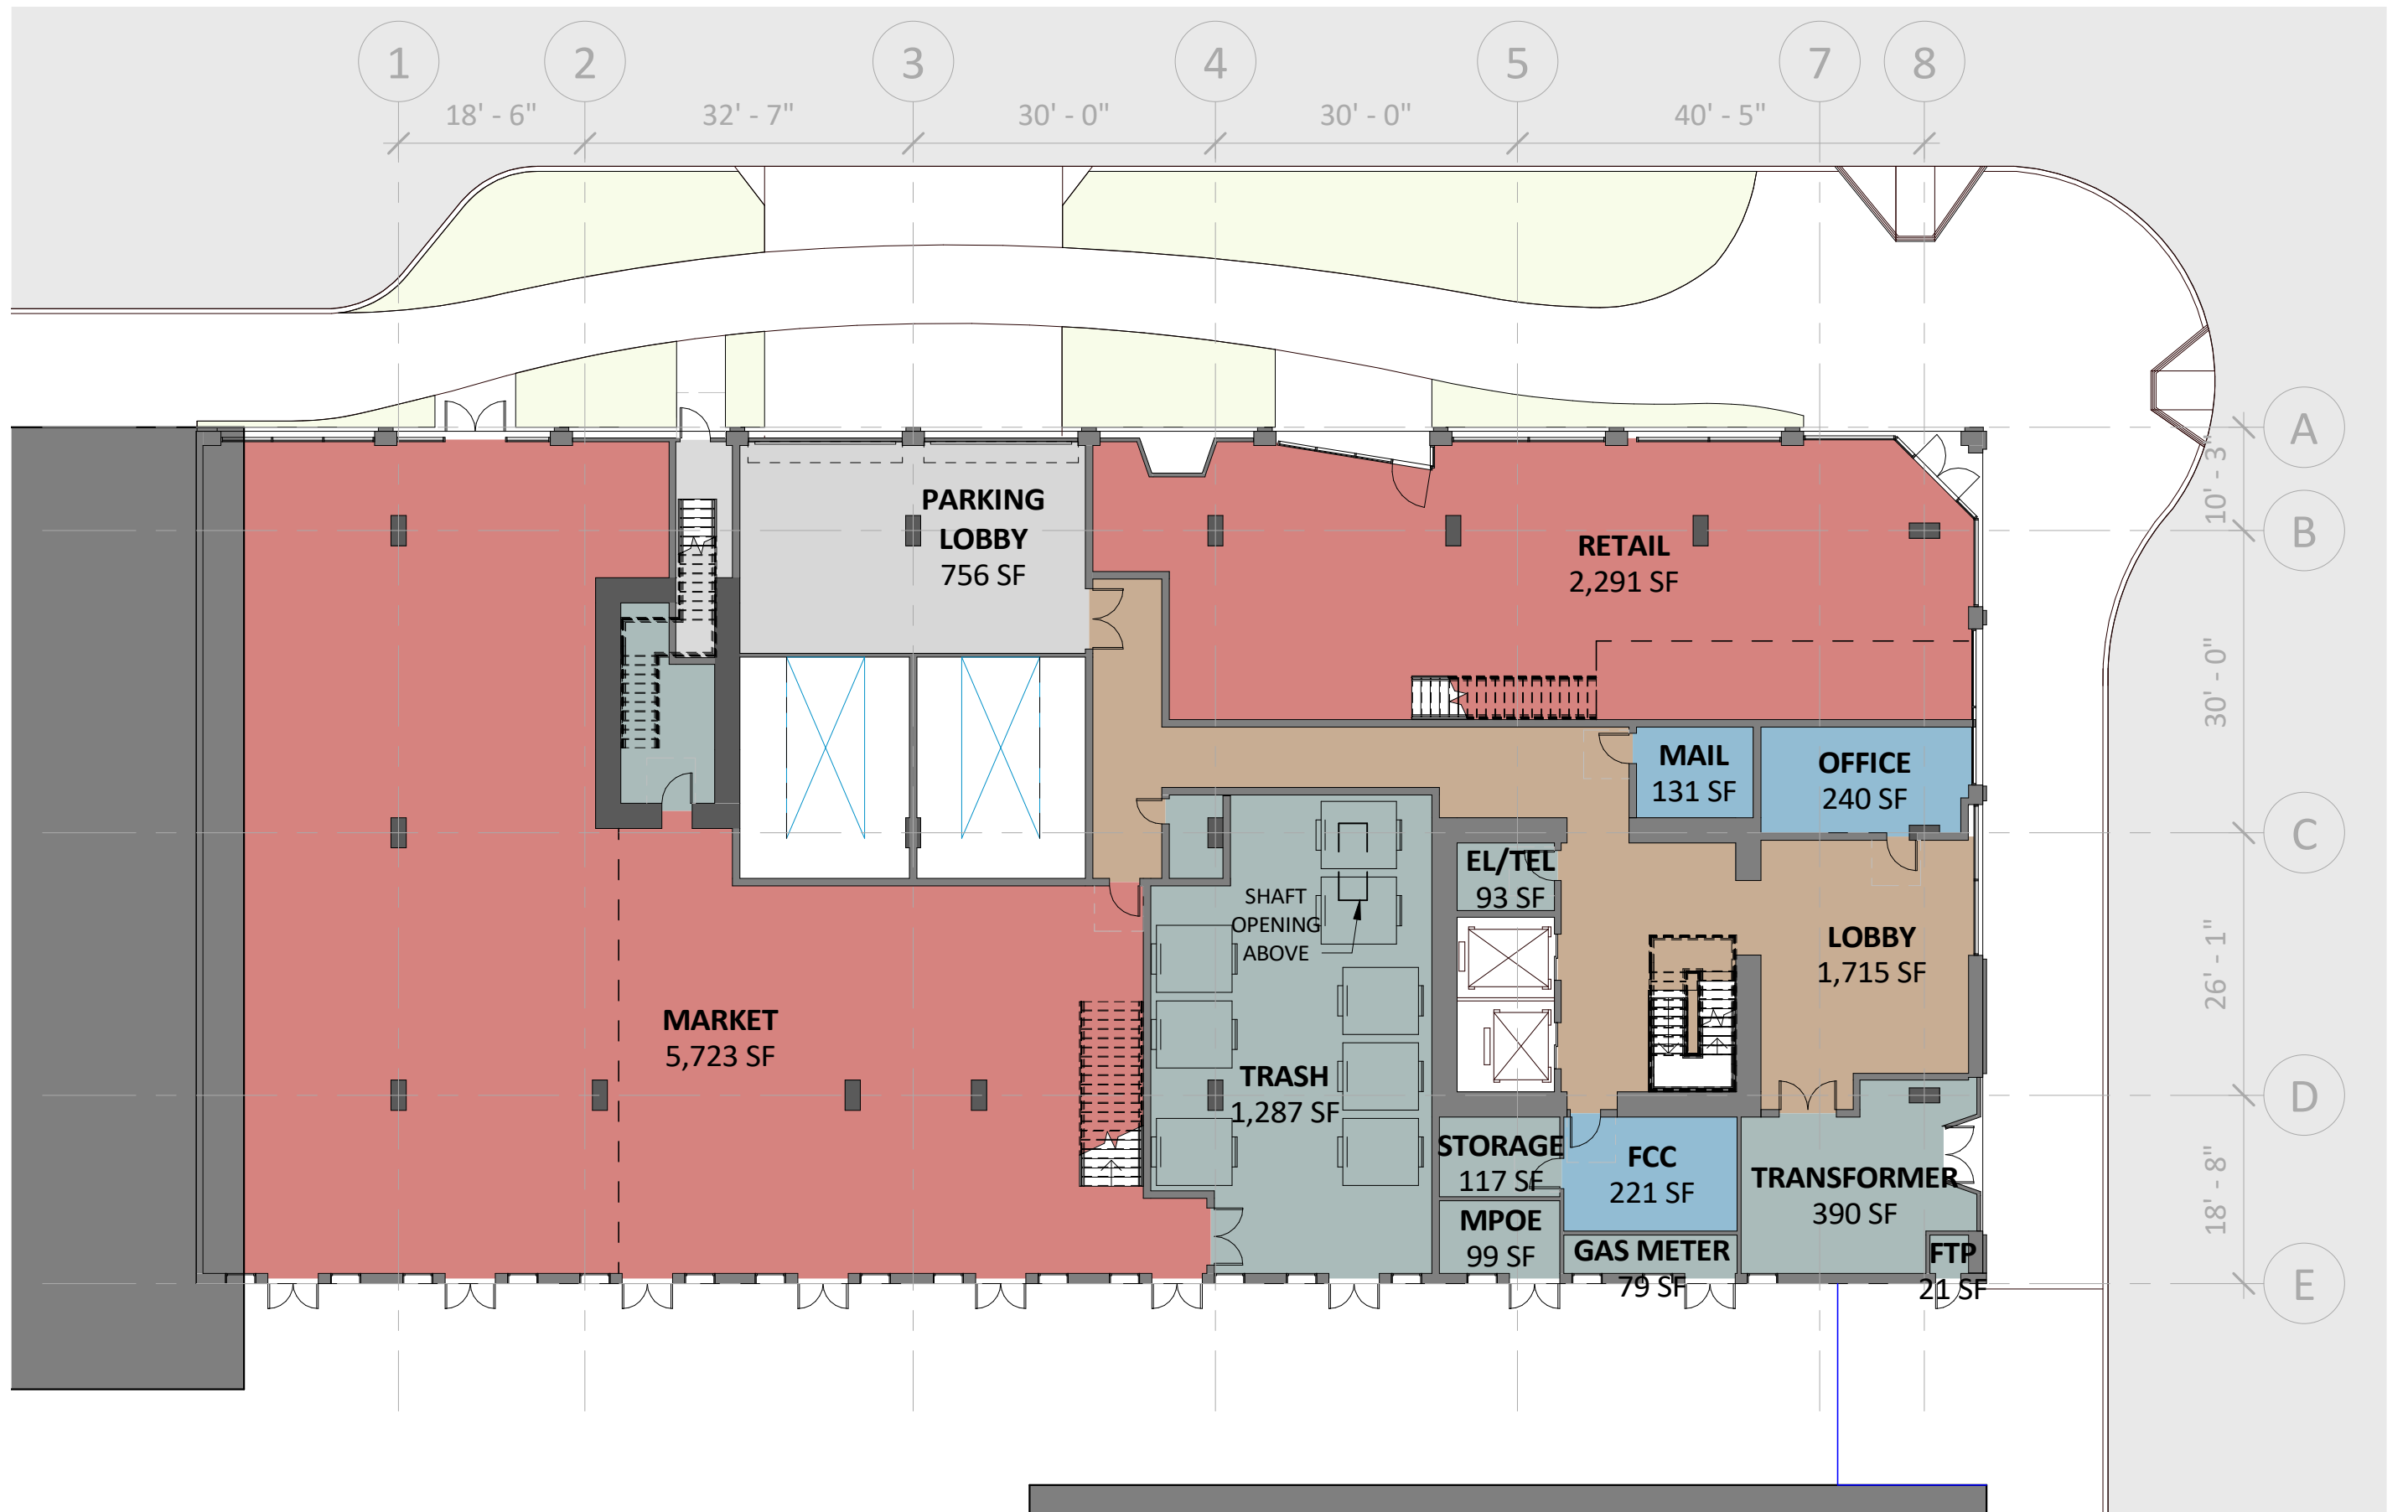 1 2 3 4 5 7 8
18' - 6" 32' - 7" 30' - 0" 30' - 0" 40' - 5"
A
10' - 3"
B
30' - 0"
C
26' - 1"
D
18' - 8"
E
PARKING
LOBBY
756 SF
RETAIL
2,291 SF
MAIL
131 SF
OFFICE
240 SF
EL/TEL
93 SF
SHAFT
OPENING
ABOVE
LOBBY
1,715 SF
MARKET
5,723 SF
TRASH
1,287 SF
STORAGE
117 SF
FCC
221 SF
TRANSFORMER
390 SF
MPOE
99 SF
GAS METER
79 SF
FTP
21 SF